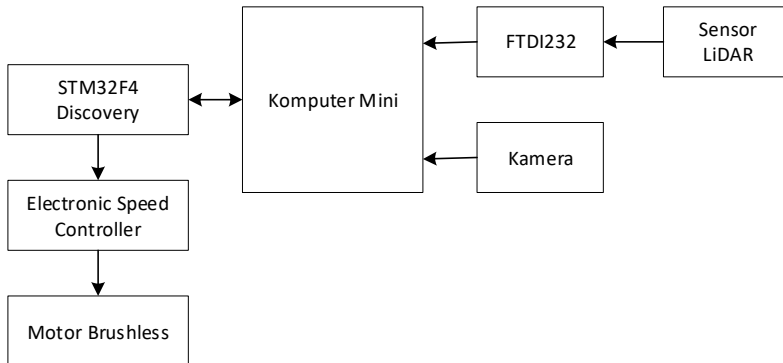 FTDI232
Sensor
LiDAR
STM32F4
Discovery
Komputer Mini
Kamera
Electronic Speed
Controller
Motor Brushless